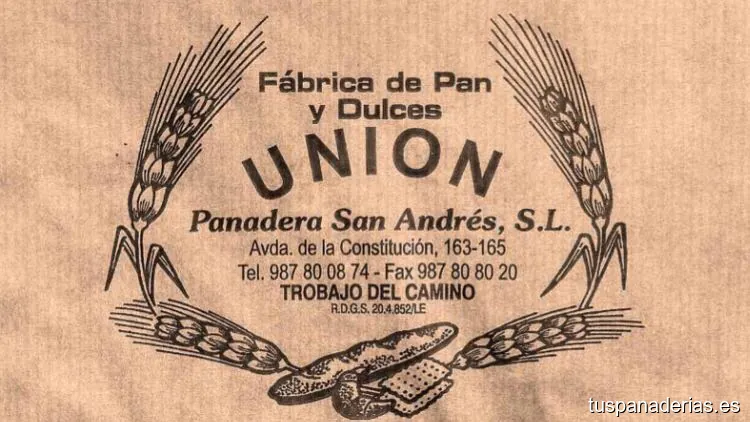 Fábrica de Pan
y Dulces
UNION
Panadera San Andrés, S.L.
Avda. de la Constitución, 163-165
Tel. 987 80 08 74 - Fax 987 80 80 20
TROBAJO DEL CAMINO
R.D.G.S. 20.4.852/LE
tuspanaderias.es